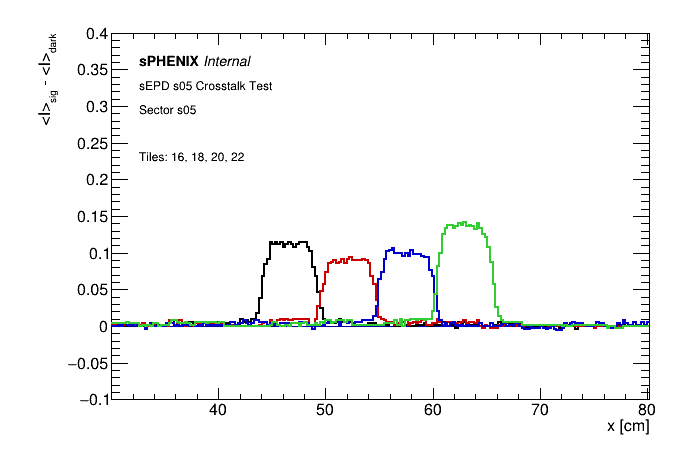 <I>sig - <I>dark
0.4
0.35
0.3
0.25
0.2
0.15
0.1
0.05
0
−0.05
−0.1
sPHENIX Internal
sEPD s05 Crosstalk Test
Sector s05
Tiles: 16, 18, 20, 22
40 50 60 70 80
x [cm]